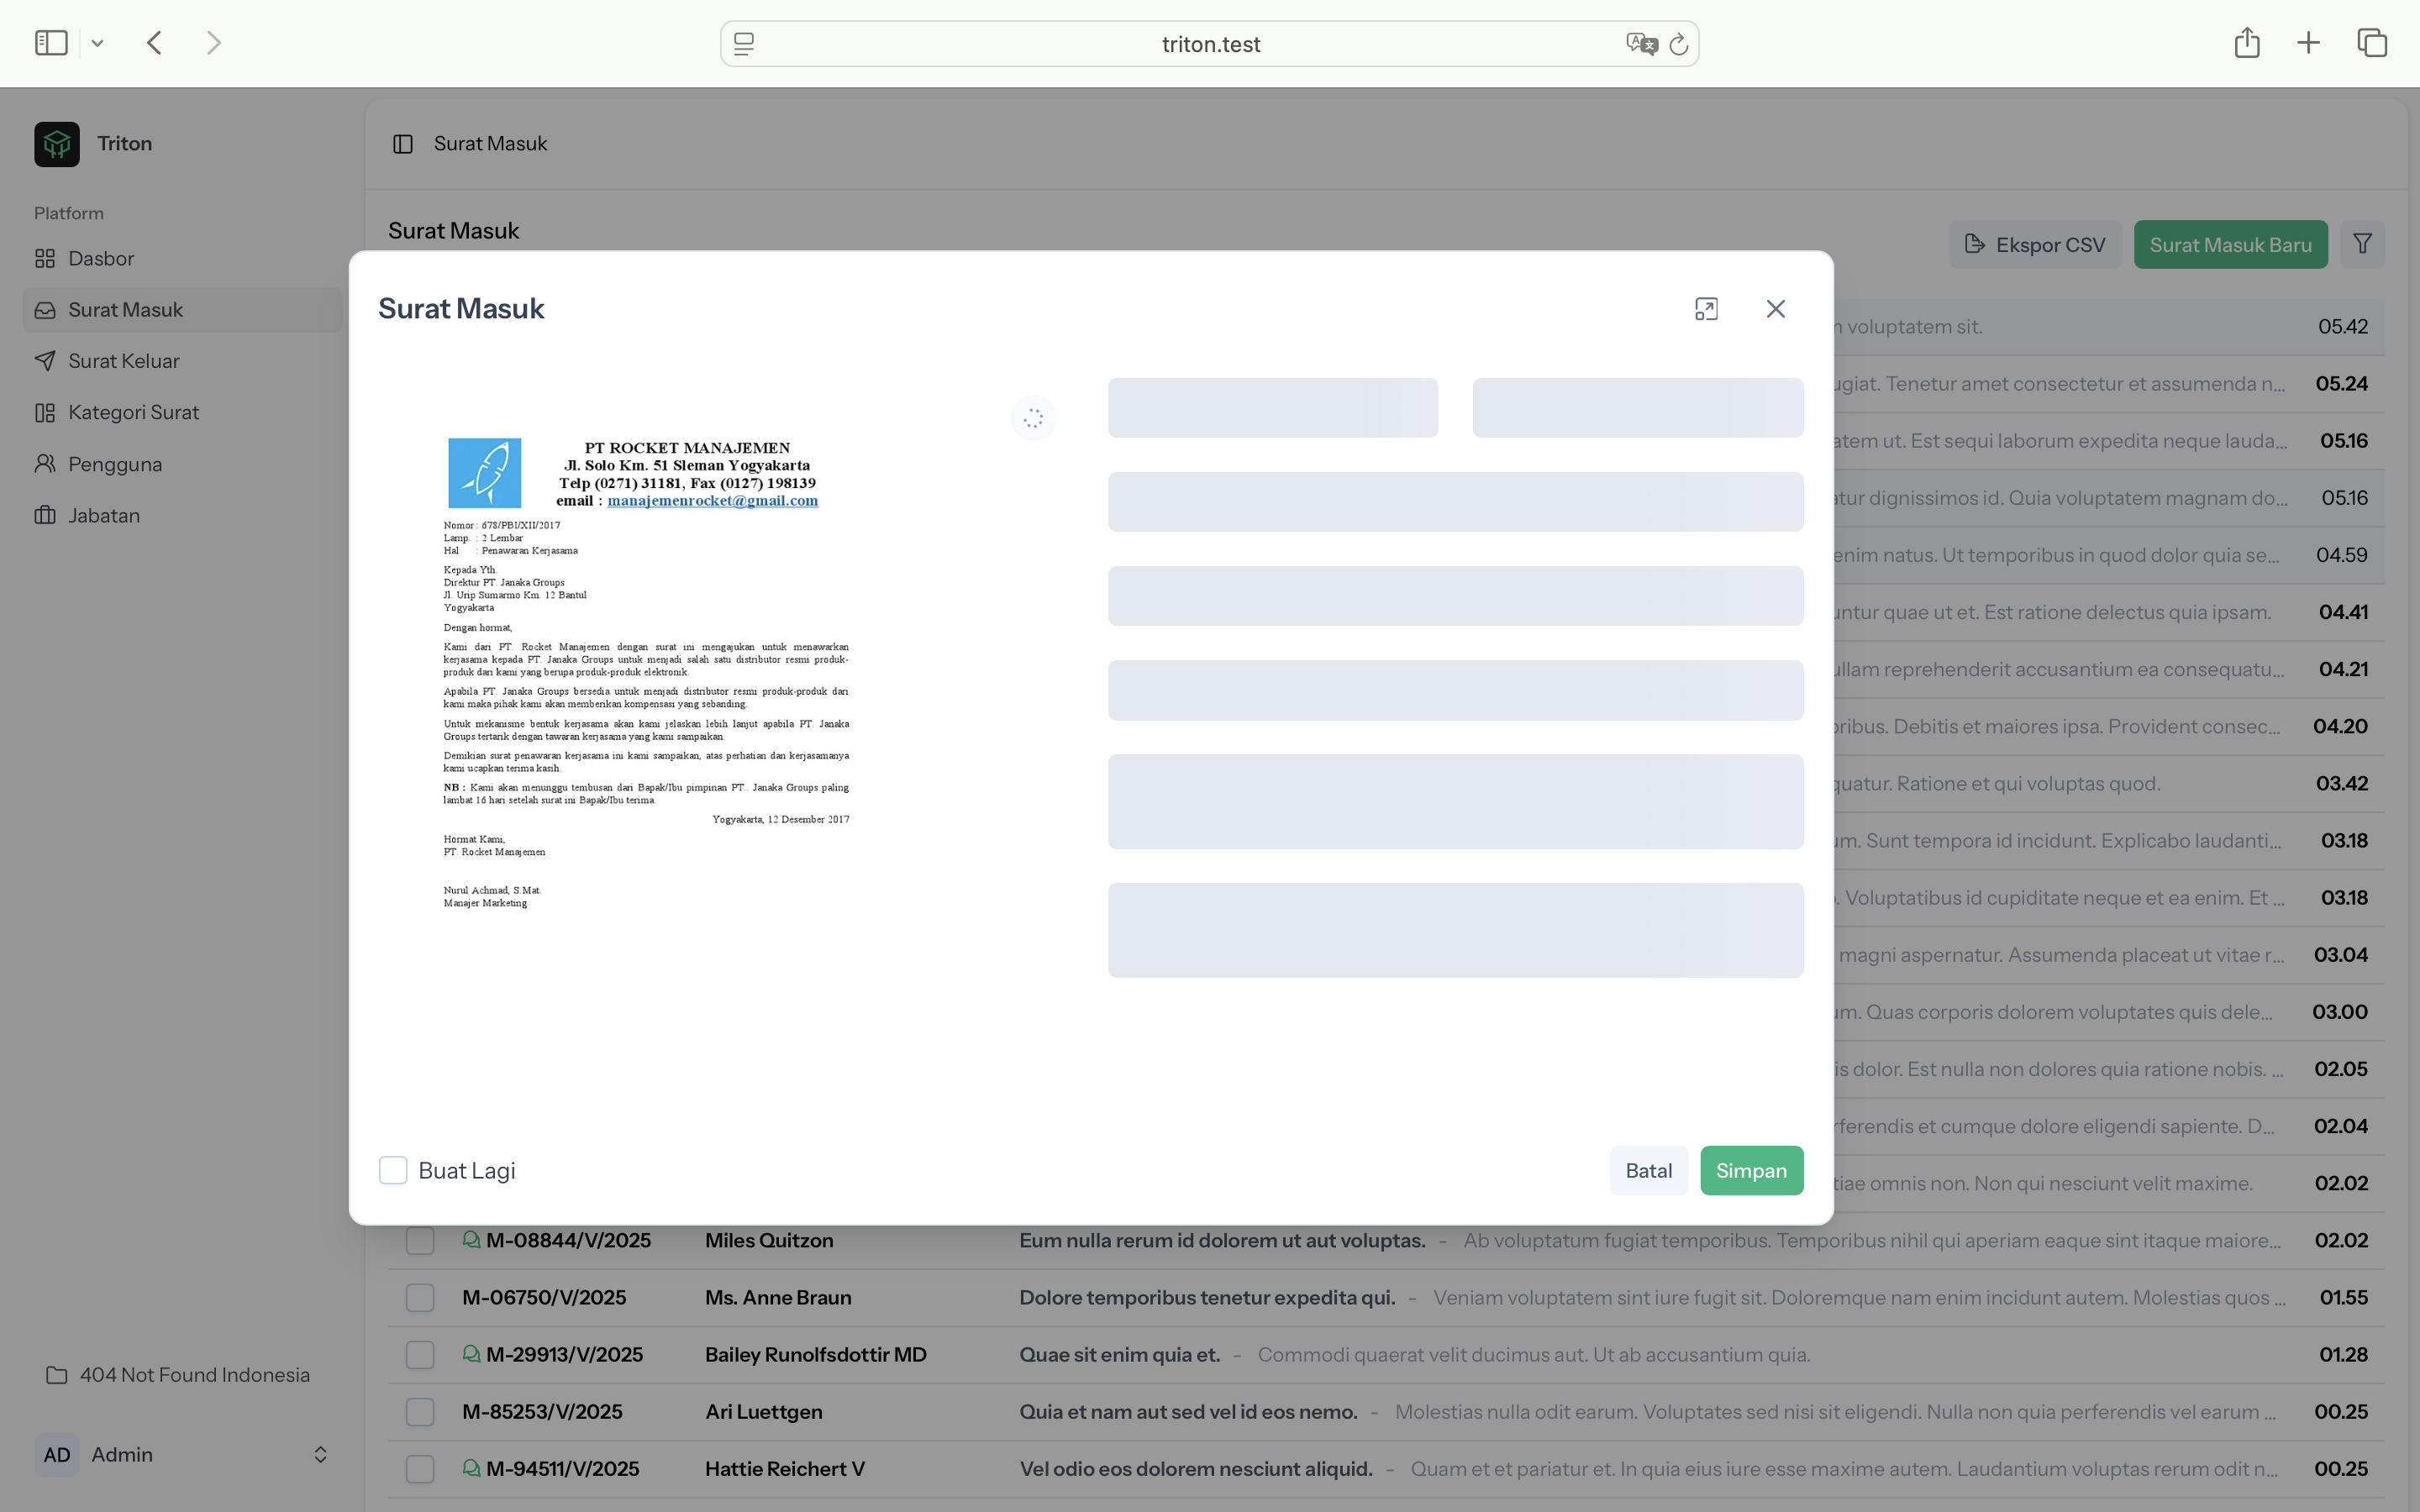 triton.test
Triton
Surat Masuk
Platform
Dasbor
Surat Masuk
Surat Keluar
Kategori Surat
Pengguna
Jabatan
404 Not Found Indonesia
AD Admin
Surat Masuk
Ekspor CSV
Surat Masuk Baru
Surat Masuk
PT ROCKET MANAJEMEN
Jl. Solo Km. 51 Sleman Yogyakarta
Telp (0271) 31181, Fax (0127) 198139
email : manajemenrocket@gmail.com
Nomor : 678/PBI/XII/2017
Lamp. : 2 Lembar
Hal : Penawaran Kerjasama
Kepada Yth.
Direktur PT. Janaka Groups
Jl. Urip Sumarmo Km. 12 Bantul
Yogyakarta
Dengan hormat,
Kami dari PT. Rocket Manajemen dengan surat ini mengajukan untuk menawarkan
kerjasama kepada PT. Janaka Groups untuk menjadi salah satu distributor resmi produk-
produk dari kami yang berupa produk-produk elektronik.
Apabila PT. Janaka Groups bersedia untuk menjadi distributor resmi produk-produk dari
kami maka pihak kami akan memberikan kompensasi yang sebanding.
Untuk mekanisme bentuk kerjasama akan kami jelaskan lebih lanjut apabila PT. Janaka
Groups tertarik dengan tawaran kerjasama yang kami sampaikan.
Demikian surat penawaran kerjasama ini kami sampaikan, atas perhatian dan kerjasamanya
kami ucapkan terima kasih.
NB : Kami akan menunggu tembusan dari Bapak/Ibu pimpinan PT.. Janaka Groups paling
lambat 16 hari setelah surat ini Bapak/Ibu terima.
Yogyakarta, 12 Desember 2017
Hormat Kami,
PT. Rocket Manajemen
Nurul Achmad, S.Mat.
Manajer Marketing
Buat Lagi
Batal
Simpan
voluptatem sit. 05.42
ugiat. Tenetur amet consectetur et assumenda n... 05.24
atem ut. Est sequi laborum expedita neque lauda... 05.16
atur dignissimos id. Quia voluptatem magnam do... 05.16
enim natus. Ut temporibus in quod dolor quia se... 04.59
untur quae ut et. Est ratione delectus quia ipsam. 04.41
ullam reprehenderit accusantium ea consequatu... 04.21
oribus. Debitis et maiores ipsa. Provident consec... 04.20
quatur. Ratione et qui voluptas quod. 03.42
um. Sunt tempora id incidunt. Explicabo laudanti... 03.18
. Voluptatibus id cupiditate neque et ea enim. Et ... 03.18
magni aspernatur. Assumenda placeat ut vitae r... 03.04
um. Quas corporis dolorem voluptates quis dele... 03.00
is dolor. Est nulla non dolores quia ratione nobis. ... 02.05
rferendis et cumque dolore eligendi sapiente. D... 02.04
tiae omnis non. Non qui nesciunt velit maxime. 02.02
M-08844/V/2025 Miles Quitzon Eum nulla rerum id dolorem ut aut voluptas. - Ab voluptatum fugiat temporibus. Temporibus nihil qui aperiam eaque sint itaque maiore... 02.02
M-06750/V/2025 Ms. Anne Braun Dolore temporibus tenetur expedita qui. - Veniam voluptatem sint iure fugit sit. Doloremque nam enim incidunt autem. Molestias quos ... 01.55
M-29913/V/2025 Bailey Runolfsdottir MD Quae sit enim quia et. - Commodi quaerat velit ducimus aut. Ut ab accusantium quia. 01.28
M-85253/V/2025 Ari Luettgen Quia et nam aut sed vel id eos nemo. - Molestias nulla odit earum. Voluptates sed nisi sit eligendi. Nulla non quia perferendis vel earum ... 00.25
M-94511/V/2025 Hattie Reichert V Vel odio eos dolorem nesciunt aliquid. - Quam et et pariatur et. In quia eius iure esse maxime autem. Laudantium voluptas rerum odit n... 00.25